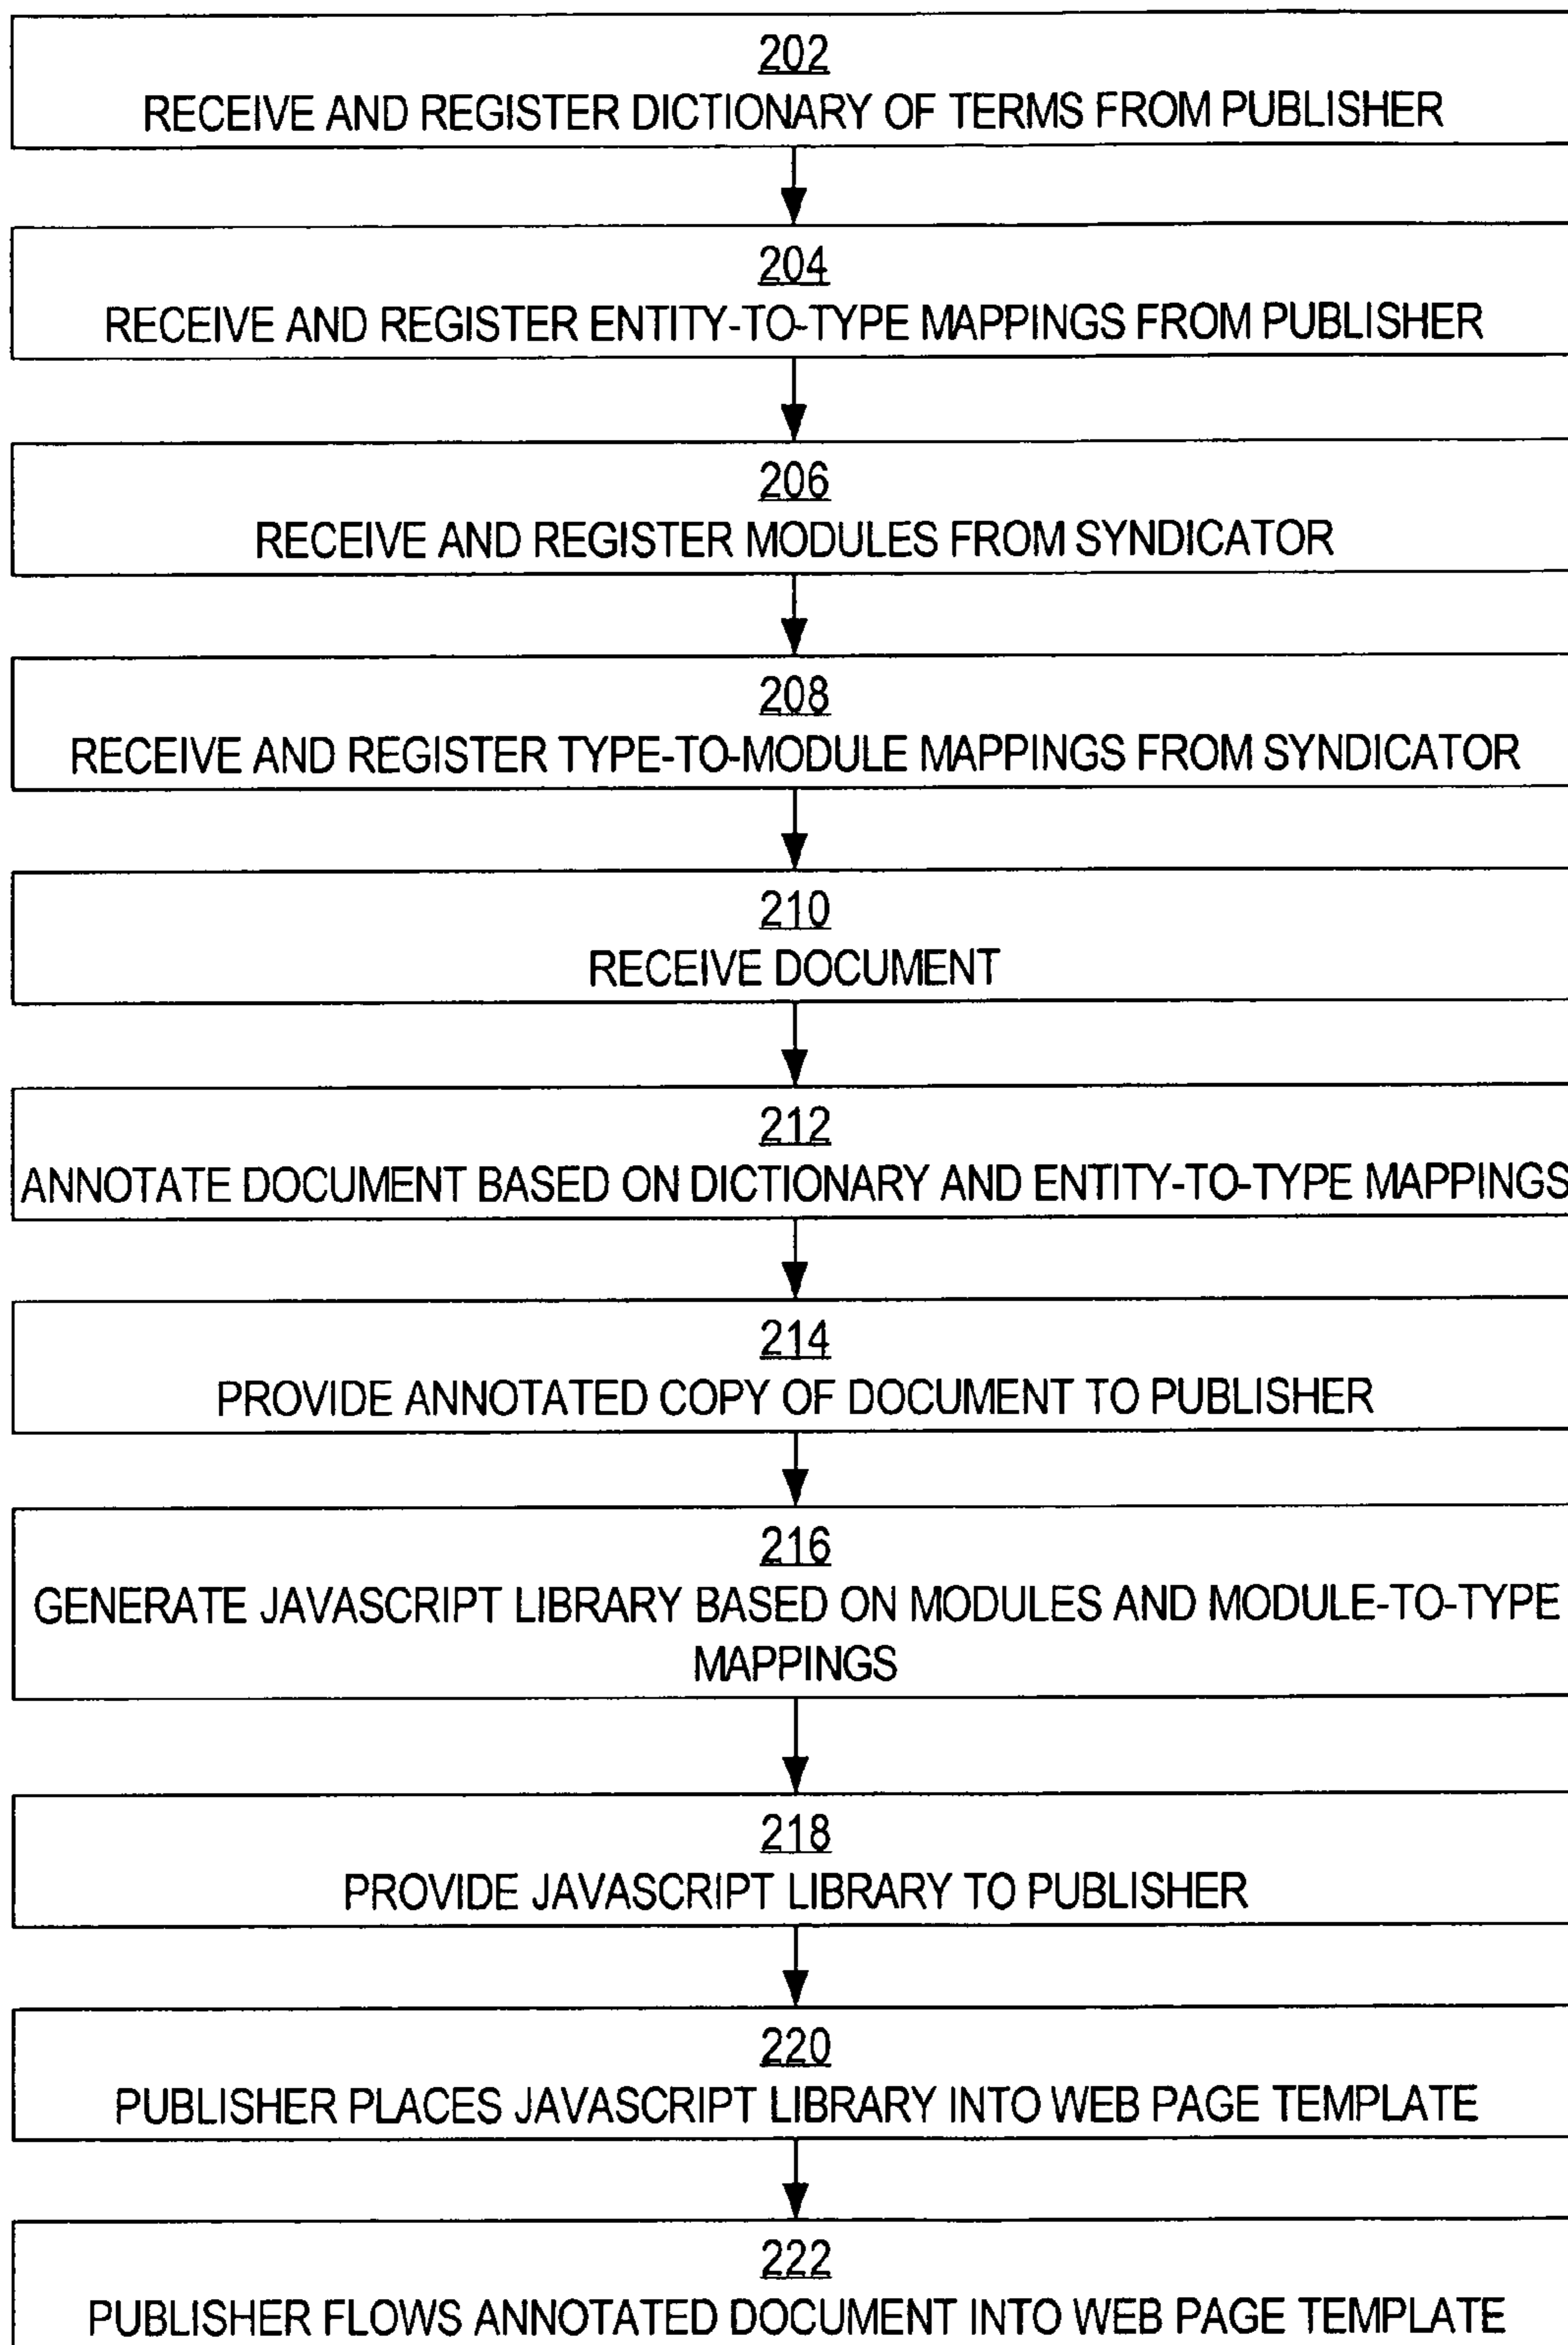 202
RECEIVE AND REGISTER DICTIONARY OF TERMS FROM PUBLISHER
204
RECEIVE AND REGISTER ENTITY-TO-TYPE MAPPINGS FROM PUBLISHER
206
RECEIVE AND REGISTER MODULES FROM SYNDICATOR
208
RECEIVE AND REGISTER TYPE-TO-MODULE MAPPINGS FROM SYNDICATOR
210
RECEIVE DOCUMENT
212
ANNOTATE DOCUMENT BASED ON DICTIONARY AND ENTITY-TO-TYPE MAPPINGS
214
PROVIDE ANNOTATED COPY OF DOCUMENT TO PUBLISHER
216
GENERATE JAVASCRIPT LIBRARY BASED ON MODULES AND MODULE-TO-TYPE
MAPPINGS
218
PROVIDE JAVASCRIPT LIBRARY TO PUBLISHER
220
PUBLISHER PLACES JAVASCRIPT LIBRARY INTO WEB PAGE TEMPLATE
222
PUBLISHER FLOWS ANNOTATED DOCUMENT INTO WEB PAGE TEMPLATE